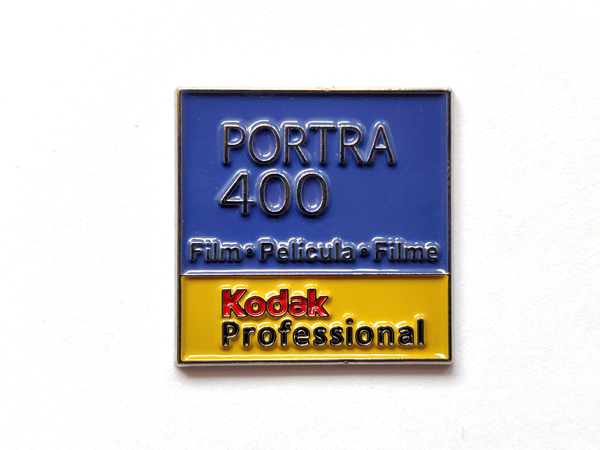 PORTRA
400
Film • Pelicula • Filme
Kodak
Professional